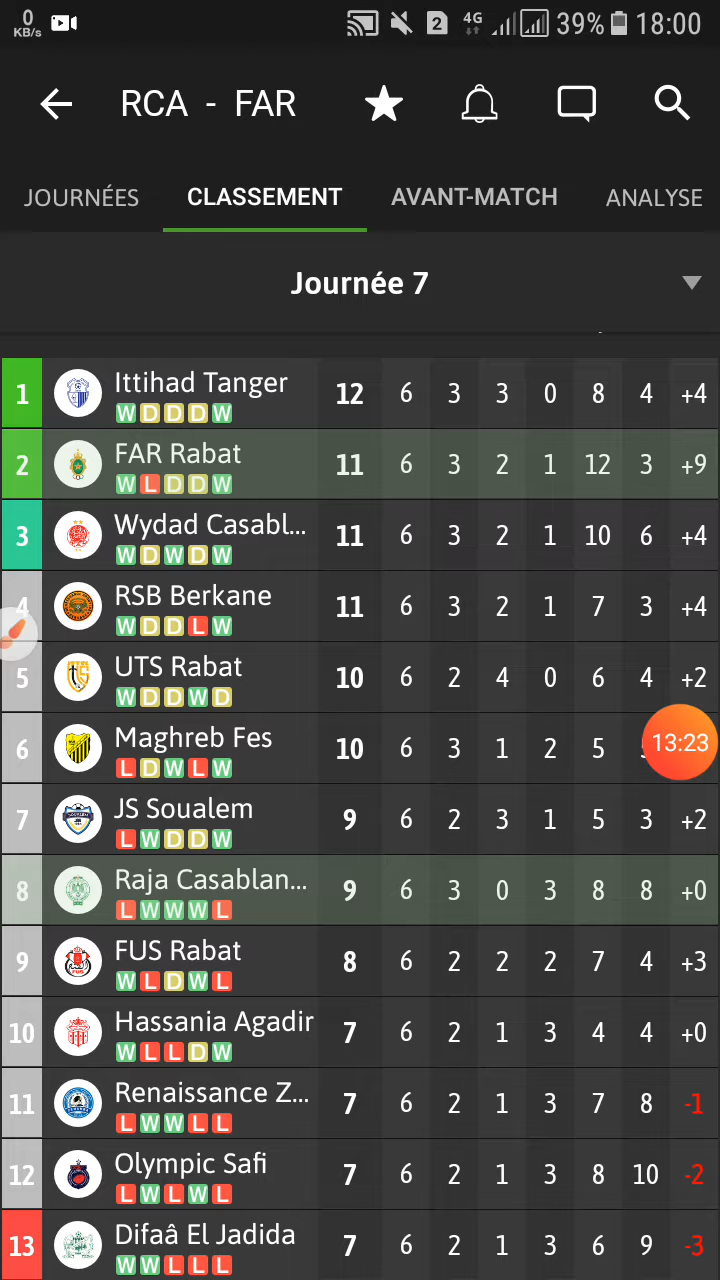 0 KB/s 2 4G 39% 18:00
RCA - FAR
JOURNÉES CLASSEMENT AVANT-MATCH ANALYSE
Journée 7
1 Ittihad Tanger 12 6 3 3 0 8 4 +4
W D D D W
2 FAR Rabat 11 6 3 2 1 12 3 +9
W L D D W
3 Wydad Casabl... 11 6 3 2 1 10 6 +4
W D W D W
4 RSB Berkane 11 6 3 2 1 7 3 +4
W D D L W
5 UTS Rabat 10 6 2 4 0 6 4 +2
W D D W D
6 Maghreb Fes 10 6 3 1 2 5 13:23
L D W L W
7 JS Soualem 9 6 2 3 1 5 3 +2
L W D D W
8 Raja Casablan... 9 6 3 0 3 8 8 +0
L W W W L
9 FUS Rabat 8 6 2 2 2 7 4 +3
W L D W L
10 Hassania Agadir 7 6 2 1 3 4 4 +0
W L L D W
11 Renaissance Z... 7 6 2 1 3 7 8 -1
L W W L L
12 Olympic Safi 7 6 2 1 3 8 10 -2
L W L W L
13 Difaâ El Jadida 7 6 2 1 3 6 9 -3
W W L L L